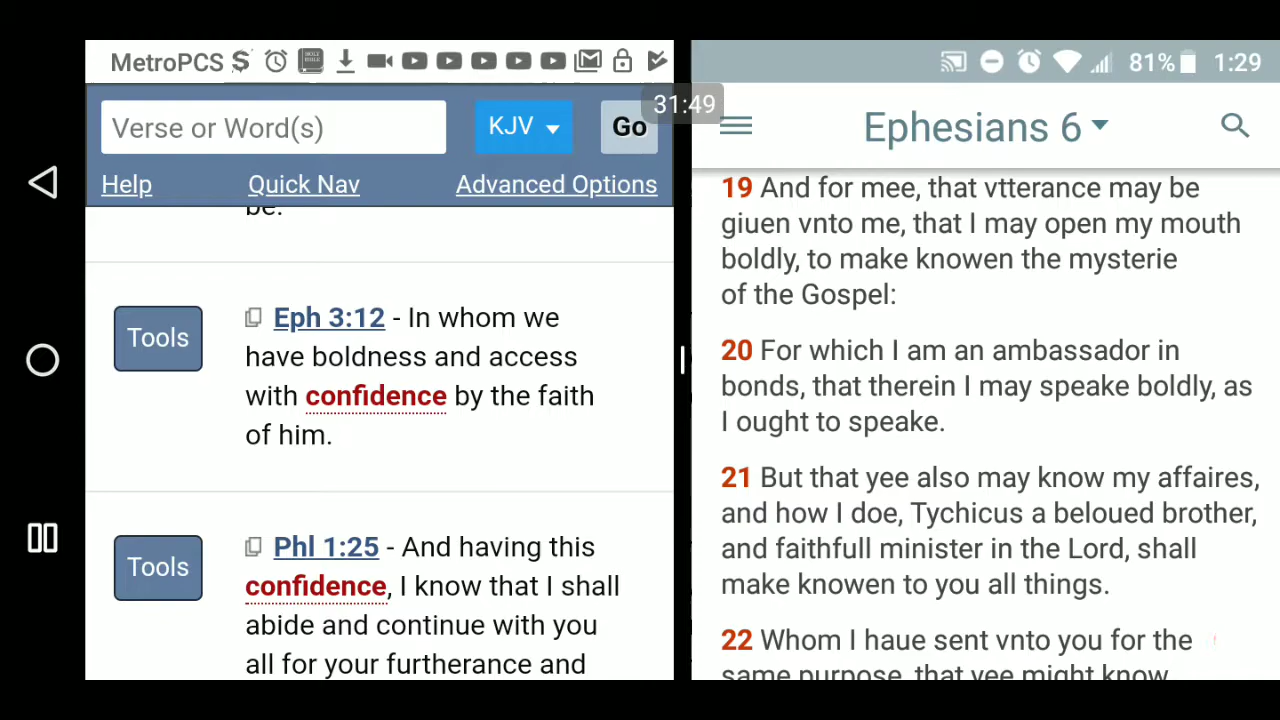 MetroPCS
81% 1:29
31:49
Verse or Word(s)
KJV
Go
Help Quick Nav Advanced Options
be.
Tools
Eph 3:12 - In whom we
have boldness and access
with confidence by the faith
of him.
Tools
Phl 1:25 - And having this
confidence, I know that I shall
abide and continue with you
all for your furtherance and
Ephesians 6
19 And for mee, that vtterance may be
giuen vnto me, that I may open my mouth
boldly, to make knowen the mysterie
of the Gospel:
20 For which I am an ambassador in
bonds, that therein I may speake boldly, as
I ought to speake.
21 But that yee also may know my affaires,
and how I doe, Tychicus a beloued brother,
and faithfull minister in the Lord, shall
make knowen to you all things.
22 Whom I haue sent vnto you for the
same purpose, that yee might know